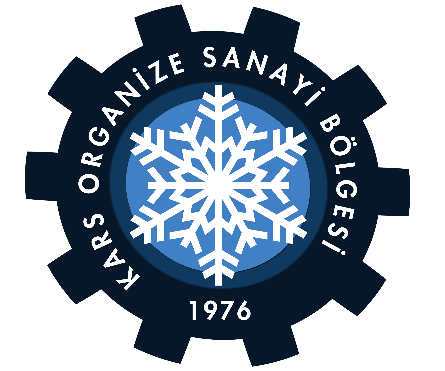 KARS ORGANİZE SANAYİ BÖLGESİ
1976